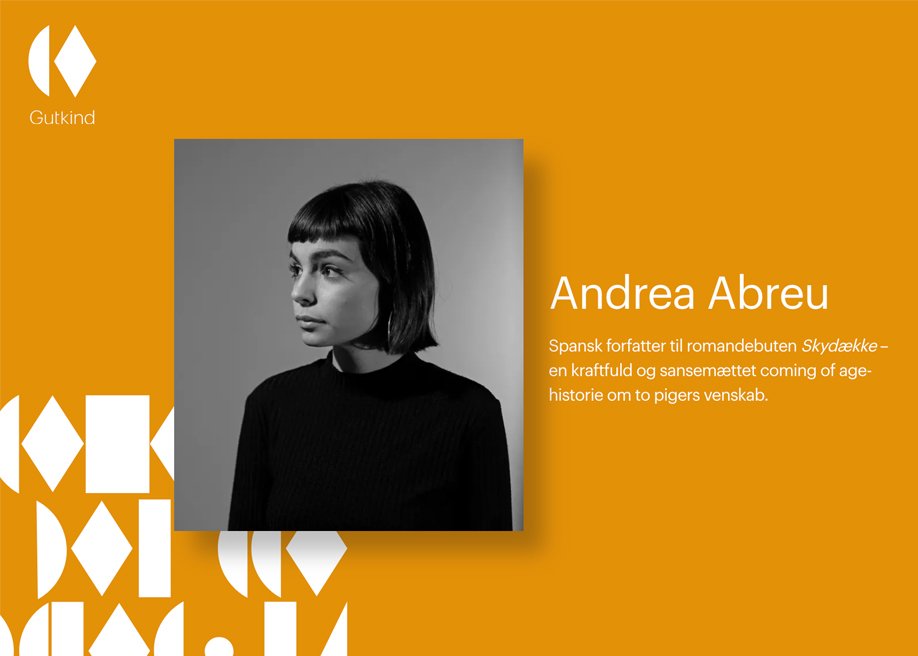 Gutkind
Andrea Abreu
Spansk forfatter til romandebuten Skydække –
en kraftfuld og sansemættet coming of age-
historie om to pigers venskab.